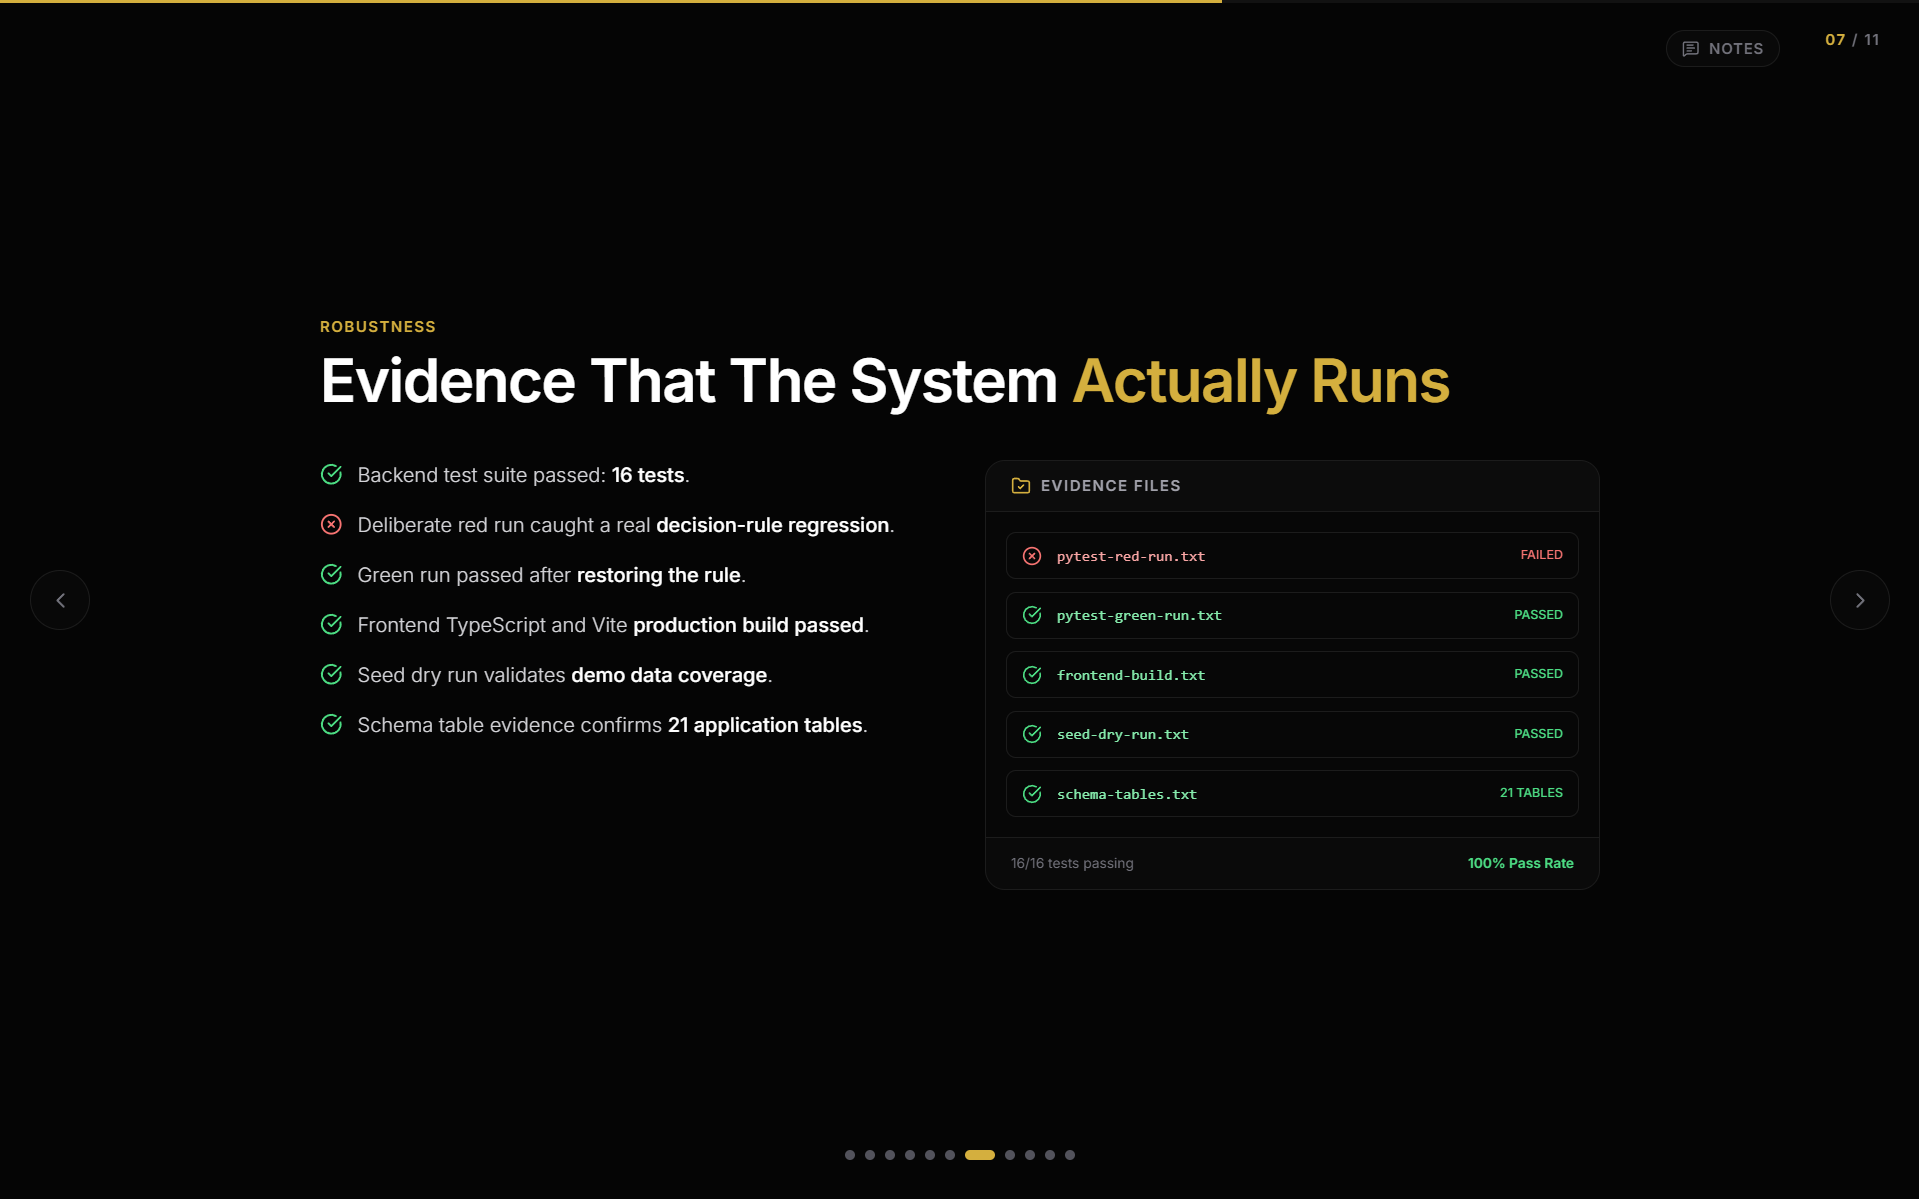 NOTES
07 / 11
ROBUSTNESS
Evidence That The System Actually Runs
Backend test suite passed: 16 tests.
Deliberate red run caught a real decision-rule regression.
Green run passed after restoring the rule.
Frontend TypeScript and Vite production build passed.
Seed dry run validates demo data coverage.
Schema table evidence confirms 21 application tables.
EVIDENCE FILES
pytest-red-run.txt FAILED
pytest-green-run.txt PASSED
frontend-build.txt PASSED
seed-dry-run.txt PASSED
schema-tables.txt 21 TABLES
16/16 tests passing 100% Pass Rate